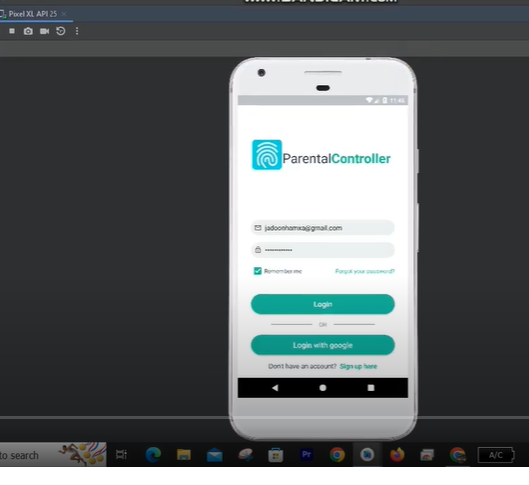 WWW.BANDICAM.COM
Pixel XL API 25
11:46
ParentalController
jadoonhamxa@gmail.com
Remember me
Forgot your password?
Login
OR
Login with google
Don't have an account? Sign up here
to search
Pr
A/C